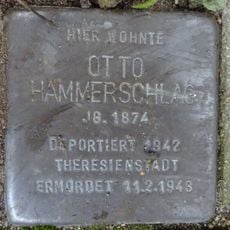 HIER WOHNTE
OTTO
HAMMERSCHLAG
JG. 1874
DEPORTIERT 1942
THERESIENSTADT
ERMORDET 11.2.1943